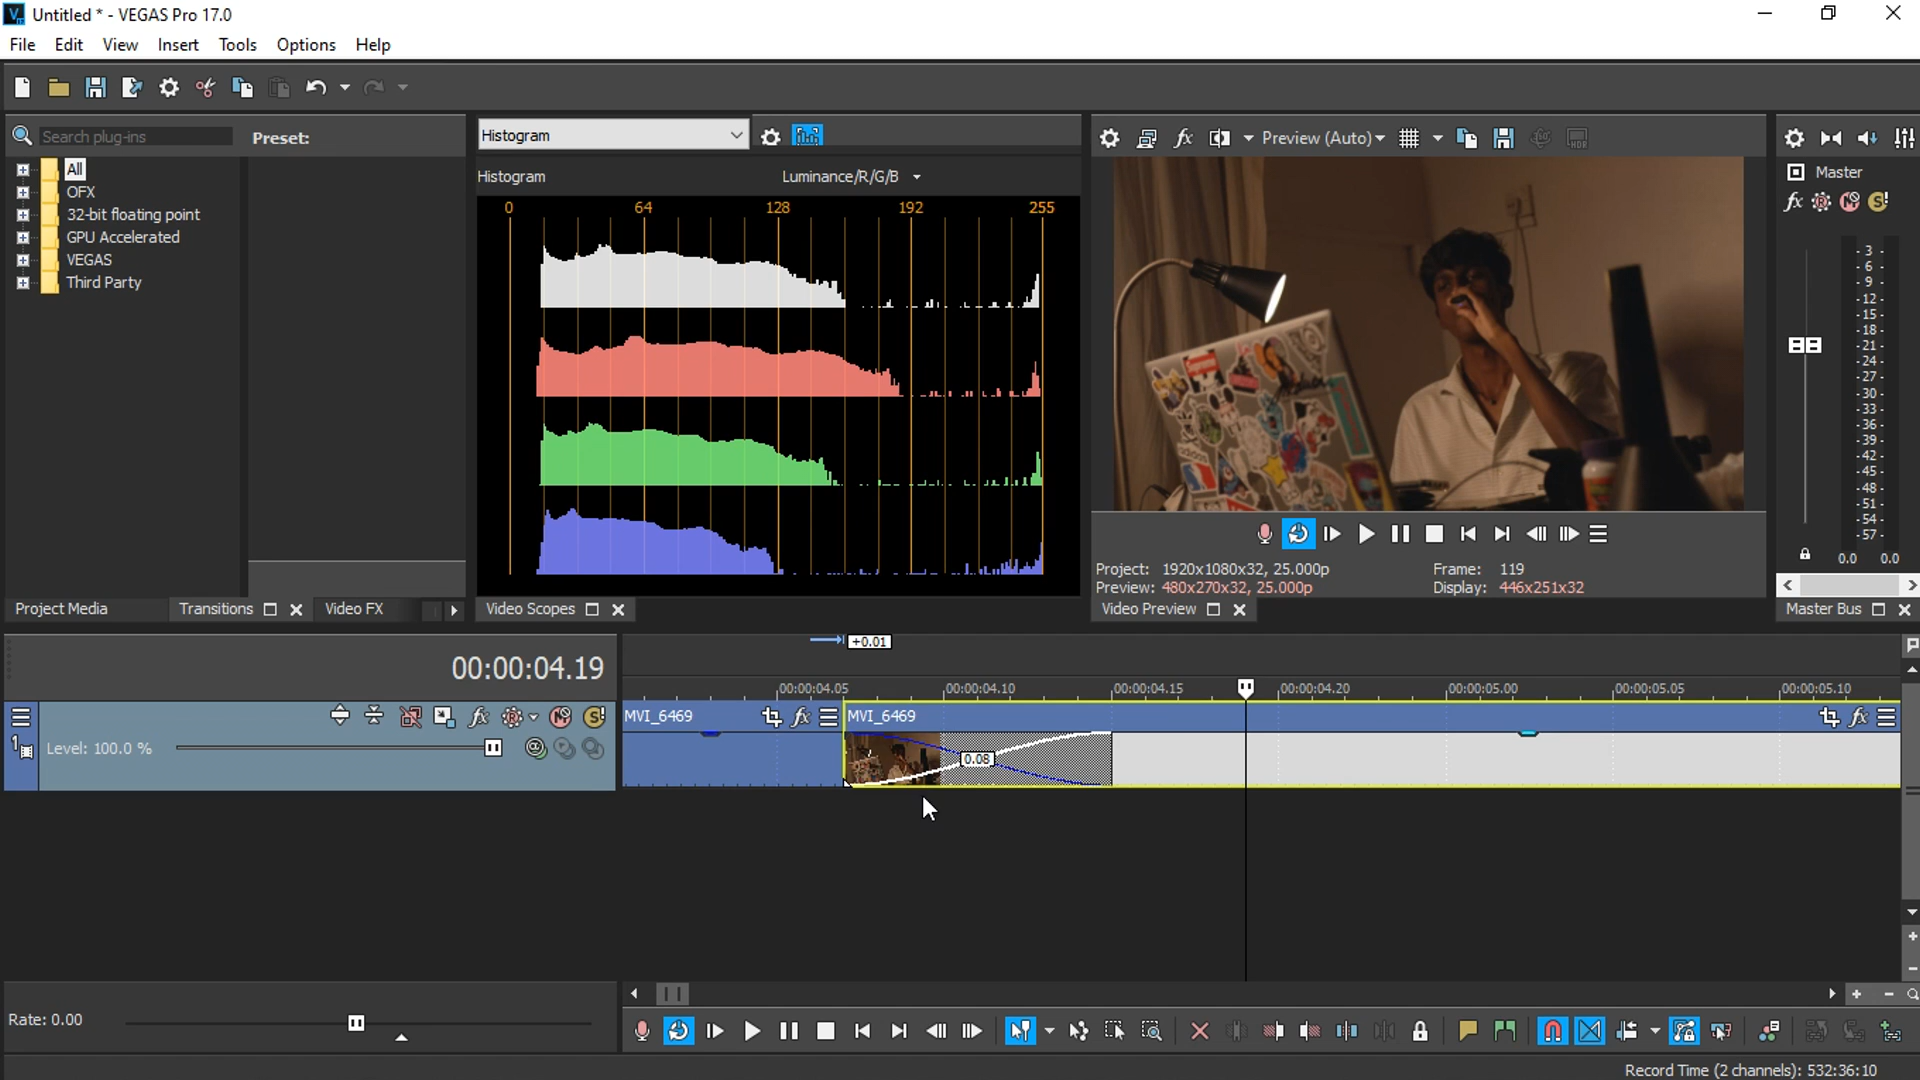 Untitled * - VEGAS Pro 17.0
File Edit View Insert Tools Options Help
Search plug-ins
Preset:
All
OFX
32-bit floating point
GPU Accelerated
VEGAS
Third Party
Project Media
Transitions
Video FX
Histogram
Histogram
Luminance/R/G/B
0 64 128 192 255
Video Scopes
Preview (Auto)
Project: 1920x1080x32, 25.000p
Frame: 119
Preview: 480x270x32, 25.000p
Display: 446x251x32
Video Preview
Master
- 3 -
- 6 -
- 9 -
-12-
-15-
-18-
-21-
-24-
-27-
-30-
-33-
-36-
-39-
-42-
-45-
-48-
-51-
-54-
-57-
0.0 0.0
Master Bus
+0.01
00:00:04.19
00:00:04.05 00:00:04.10 00:00:04.15 00:00:04.20 00:00:05.00 00:00:05.05 00:00:05.10
1
Level: 100.0 %
MVI_6469
MVI_6469
0.08
Rate: 0.00
Record Time (2 channels): 532:36:10